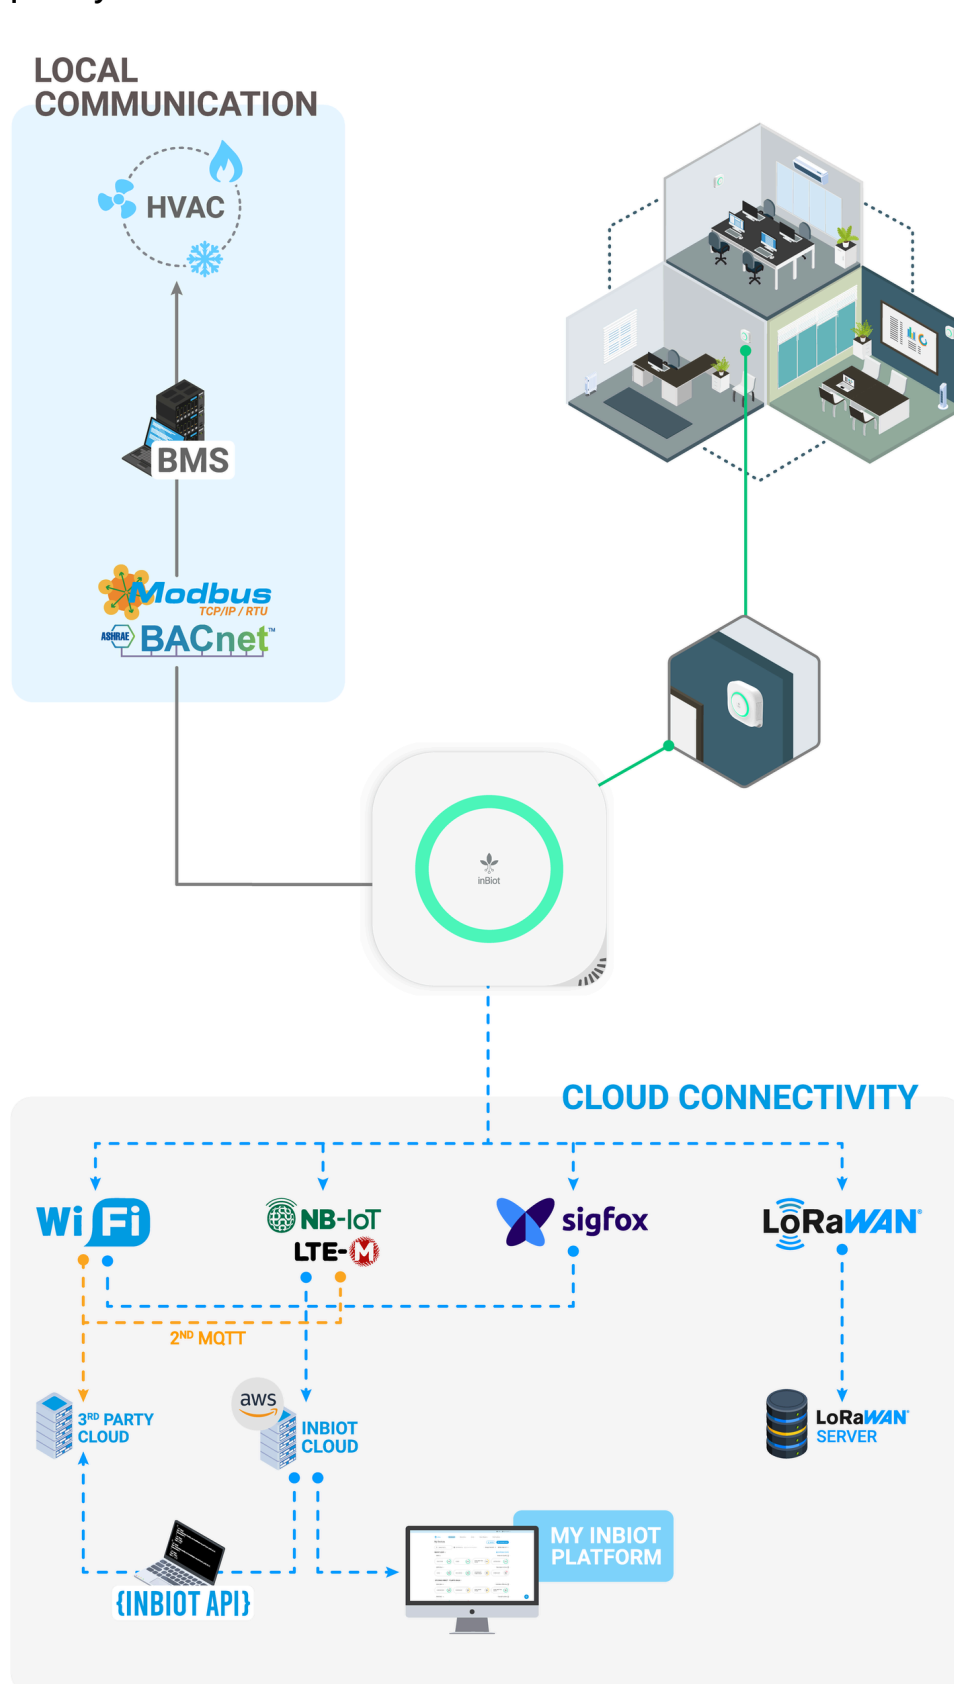 LOCAL
COMMUNICATION
HVAC
BMS
Modbus
TCP/IP / RTU
ASHRAE BACnet™
inBiot
CLOUD CONNECTIVITY
WiFi
NB-IoT
LTE-M
sigfox
LoRaWAN®
2ND MQTT
3RD PARTY
CLOUD
aws
INBIOT
CLOUD
LoRaWAN®
SERVER
MY INBIOT
PLATFORM
{INBIOT API}